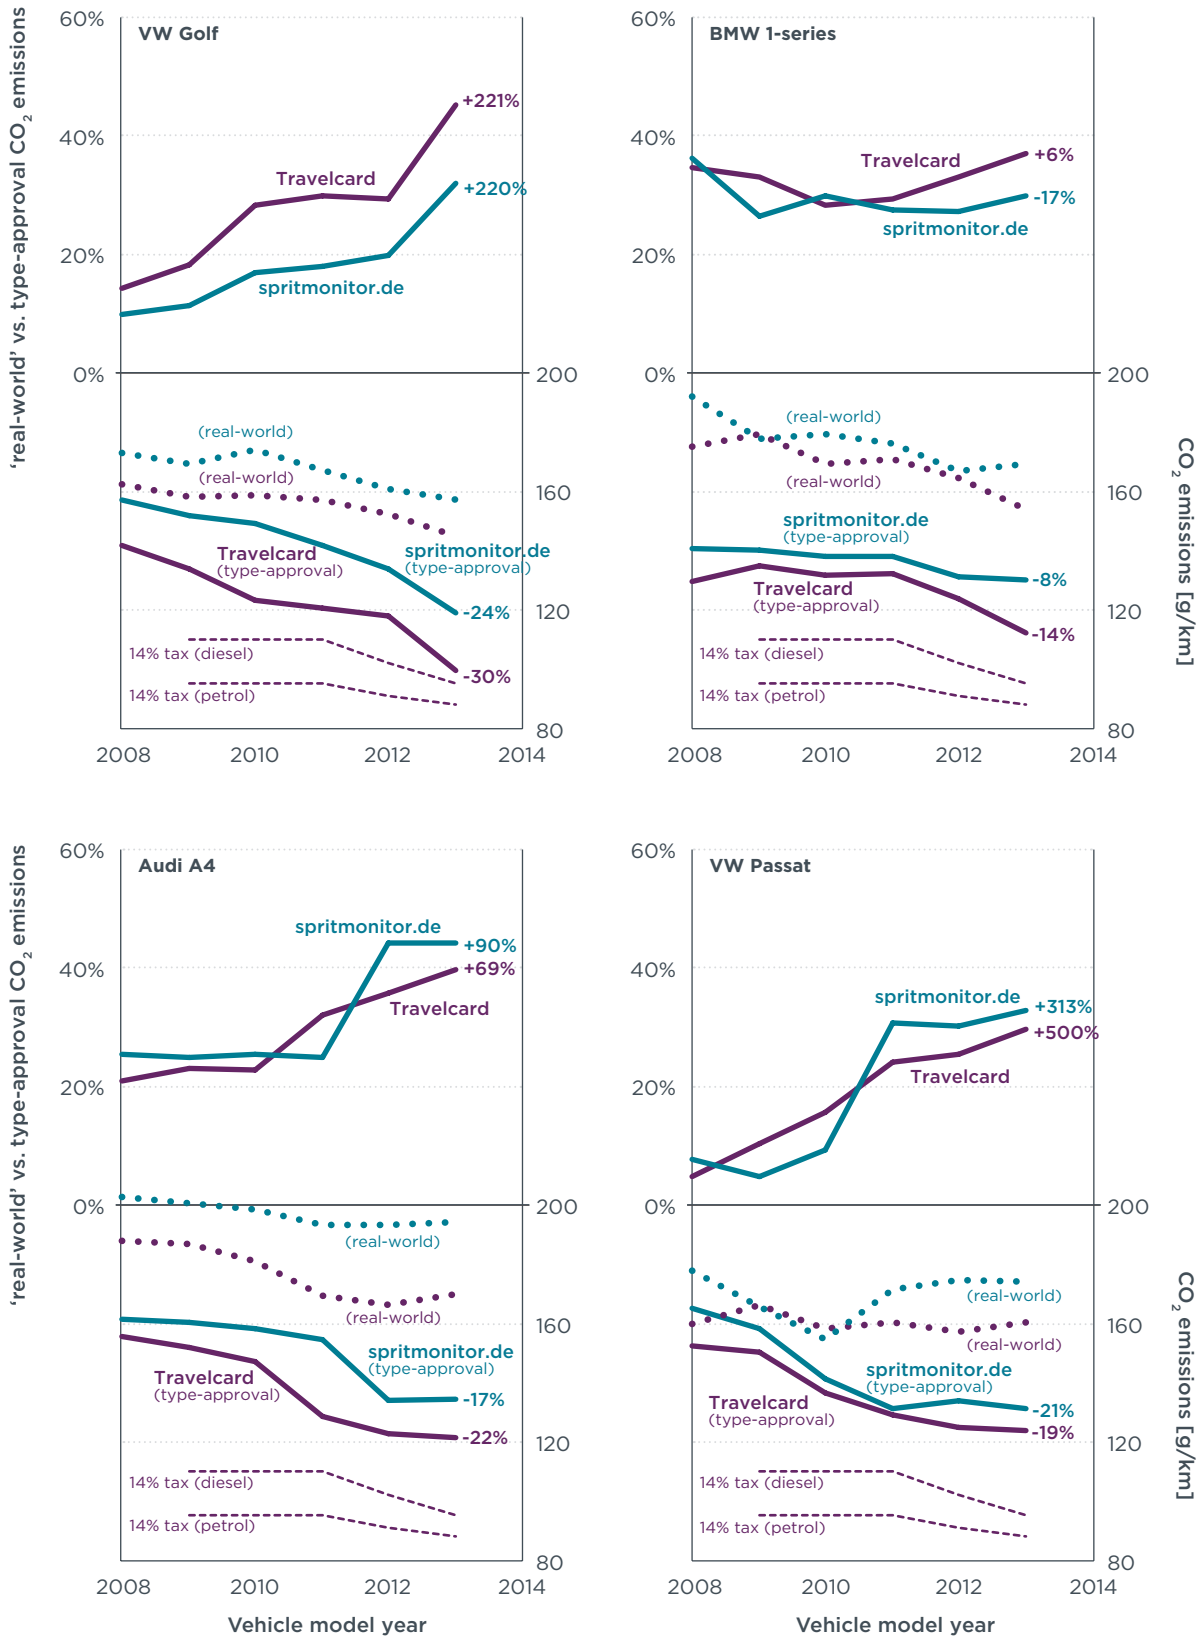 'real-world' vs. type-approval CO2 emissions
60%
40%
20%
0%
VW Golf
+221%
Travelcard
+220%
spritmonitor.de
200
160
120
80
(real-world)
(real-world)
Travelcard
(type-approval)
spritmonitor.de
(type-approval)
-24%
14% tax (diesel)
-30%
14% tax (petrol)
2008
2010
2012
2014
60%
40%
20%
0%
BMW 1-series
Travelcard
+6%
-17%
spritmonitor.de
200
160
120
80
(real-world)
(real-world)
spritmonitor.de
(type-approval)
-8%
Travelcard
(type-approval)
-14%
14% tax (diesel)
14% tax (petrol)
2008
2010
2012
2014
CO2 emissions [g/km]
'real-world' vs. type-approval CO2 emissions
60%
40%
20%
0%
Audi A4
spritmonitor.de
+90%
+69%
Travelcard
200
160
120
80
(real-world)
(real-world)
spritmonitor.de
(type-approval)
Travelcard
(type-approval)
-17%
-22%
14% tax (diesel)
14% tax (petrol)
2008
2010
2012
2014
Vehicle model year
60%
40%
20%
0%
VW Passat
spritmonitor.de
+313%
+500%
Travelcard
200
160
120
80
(real-world)
(real-world)
spritmonitor.de
(type-approval)
Travelcard
(type-approval)
-21%
-19%
14% tax (diesel)
14% tax (petrol)
2008
2010
2012
2014
Vehicle model year
CO2 emissions [g/km]